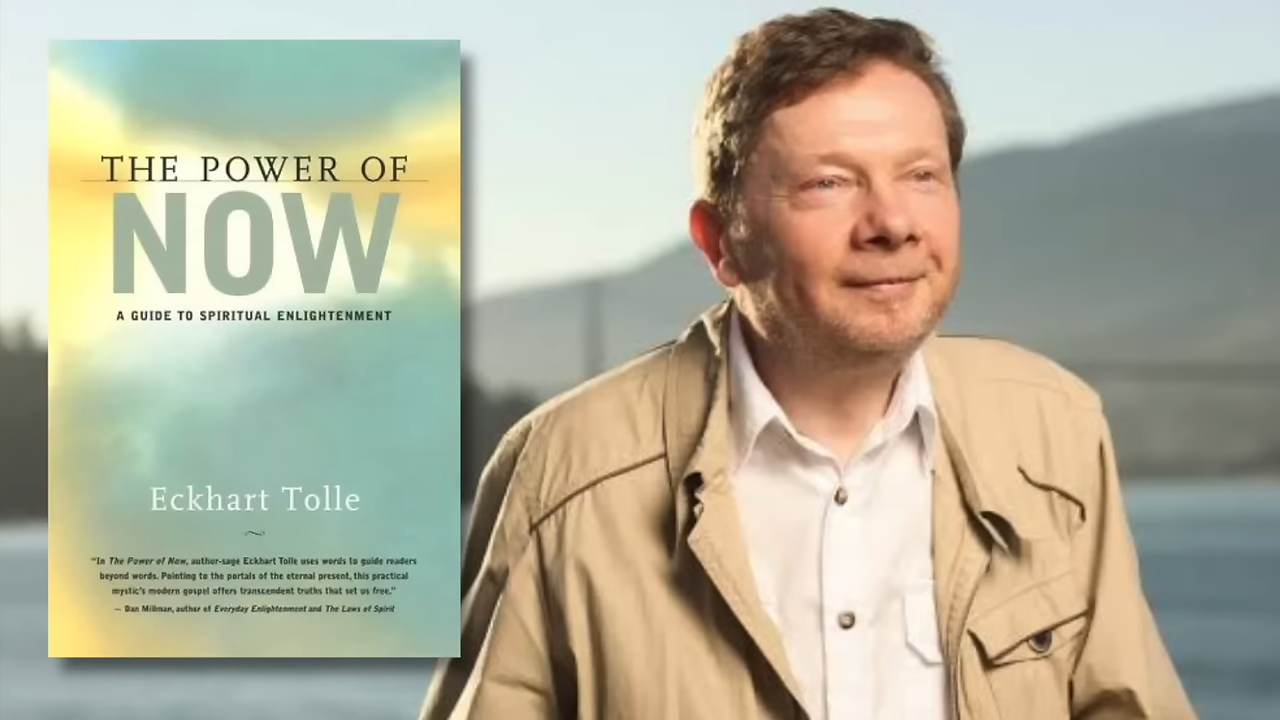 THE POWER OF
NOW
A GUIDE TO SPIRITUAL ENLIGHTENMENT
Eckhart Tolle
"In The Power of Now, author-sage Eckhart Tolle uses words to guide readers
beyond words. Pointing to the portals of the eternal present, this practical
mystic's modern gospel offers transcendent truths that set us free."
— Dan Millman, author of Everyday Enlightenment and The Laws of Spirit